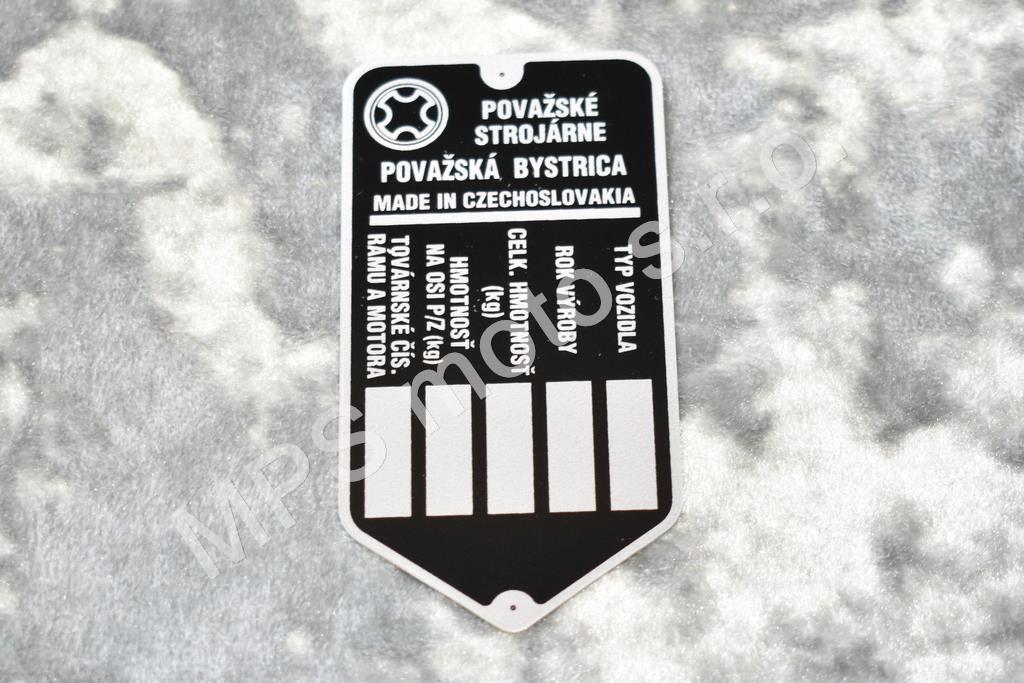 POVAŽSKÉ
STROJÁRNE
POVAŽSKÁ BYSTRICA
MADE IN CZECHOSLOVAKIA
TYP VOZIDLA
ROK VÝROBY
CELK. HMOTNOSŤ
(kg)
HMOTNOSŤ
NA OSI P/Z (kg)
TOVÁRNSKÉ ČÍS.
RÁMU A MOTORA
MPS moto s.r.o.